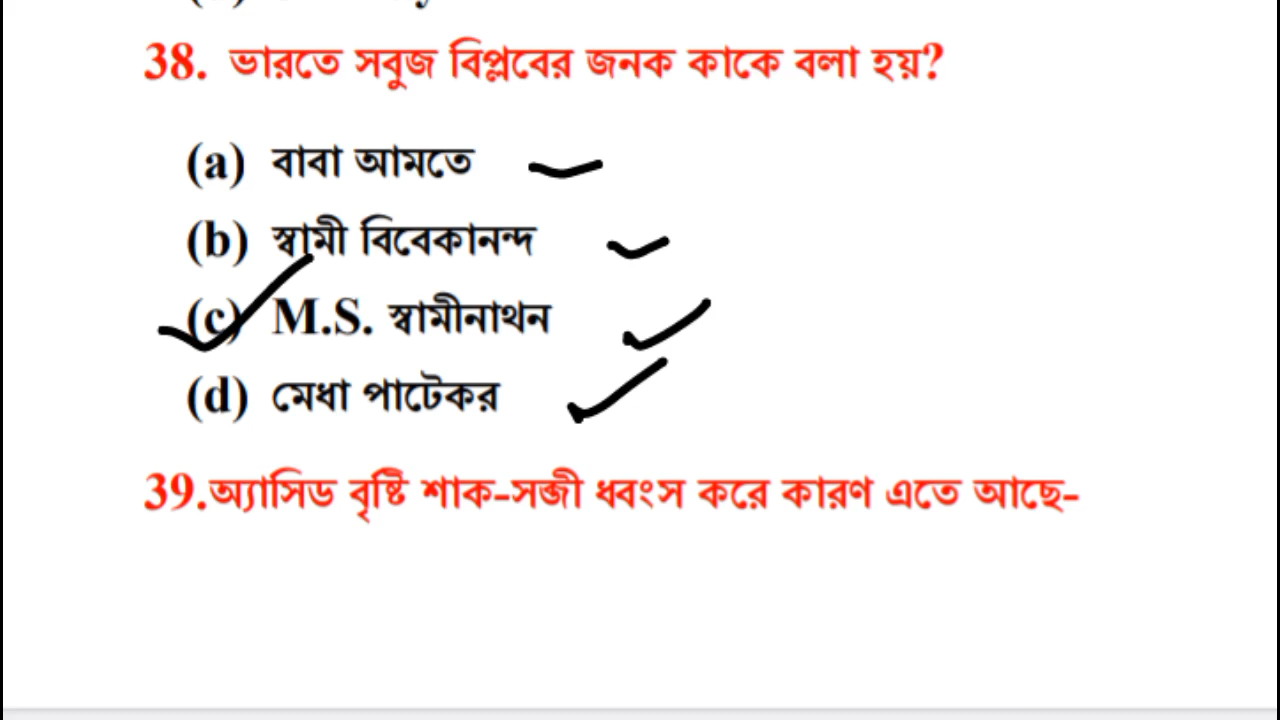 38. ভারতে সবুজ বিপ্লবের জনক কাকে বলা হয়?
(a) বাবা আমতে
(b) স্বামী বিবেকানন্দ
(c) M.S. স্বামীনাথন
(d) মেধা পাটেকর
39.অ্যাসিড বৃষ্টি শাক-সব্জী ধ্বংস করে কারণ এতে আছে-